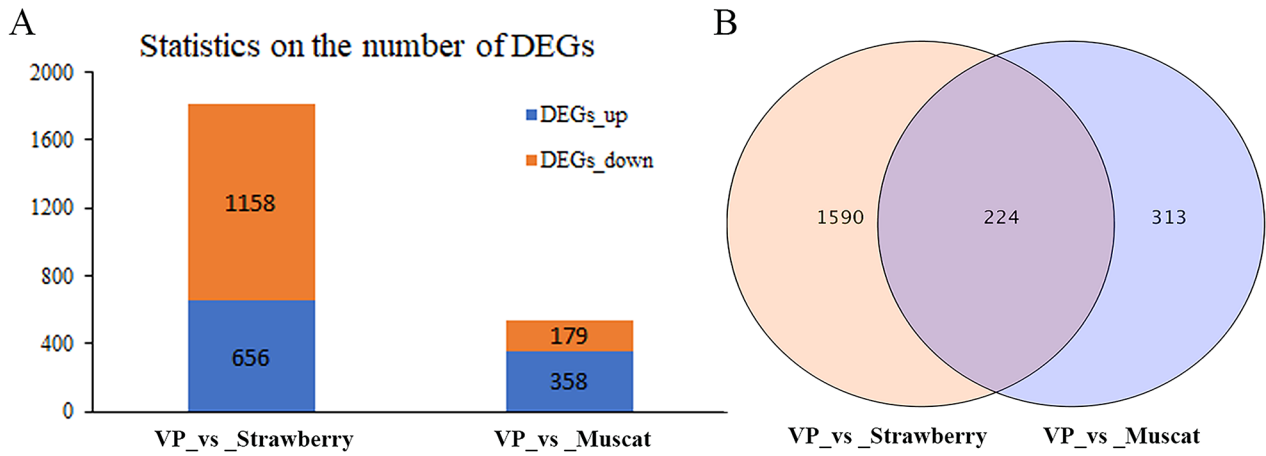 A
Statistics on the number of DEGs
2000
1600
1200
800
400
0
DEGs_up
DEGs_down
1158
656
179
358
VP_vs _Strawberry
VP_vs _Muscat
B
1590
224
313
VP_vs _Strawberry
VP_vs _Muscat